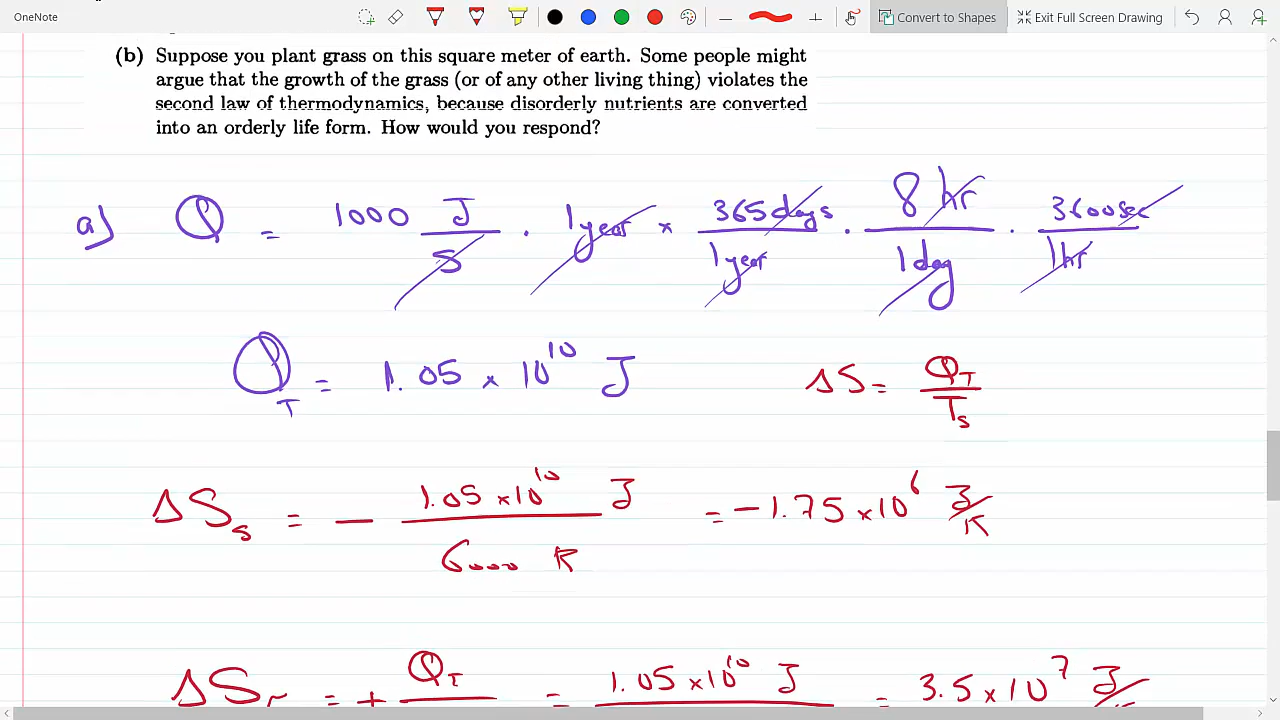 OneNote
Convert to Shapes
Exit Full Screen Drawing
(b) Suppose you plant grass on this square meter of earth. Some people might
argue that the growth of the grass (or of any other living thing) violates the
second law of thermodynamics, because disorderly nutrients are converted
into an orderly life form. How would you respond?
a) Q = 1000 J/s · 1 year × 365 days/1 year · 8 hr/1 day · 3600 sec/1 hr
Q_T = 1.05 × 10^10 J
ΔS = Q_T/T_s
ΔS_s = − 1.05 × 10^10 J / 6000 K = −1.75 × 10^6 J/K
ΔS = + Q_T = 1.05 × 10^10 J = 3.5 × 10^7 J/K